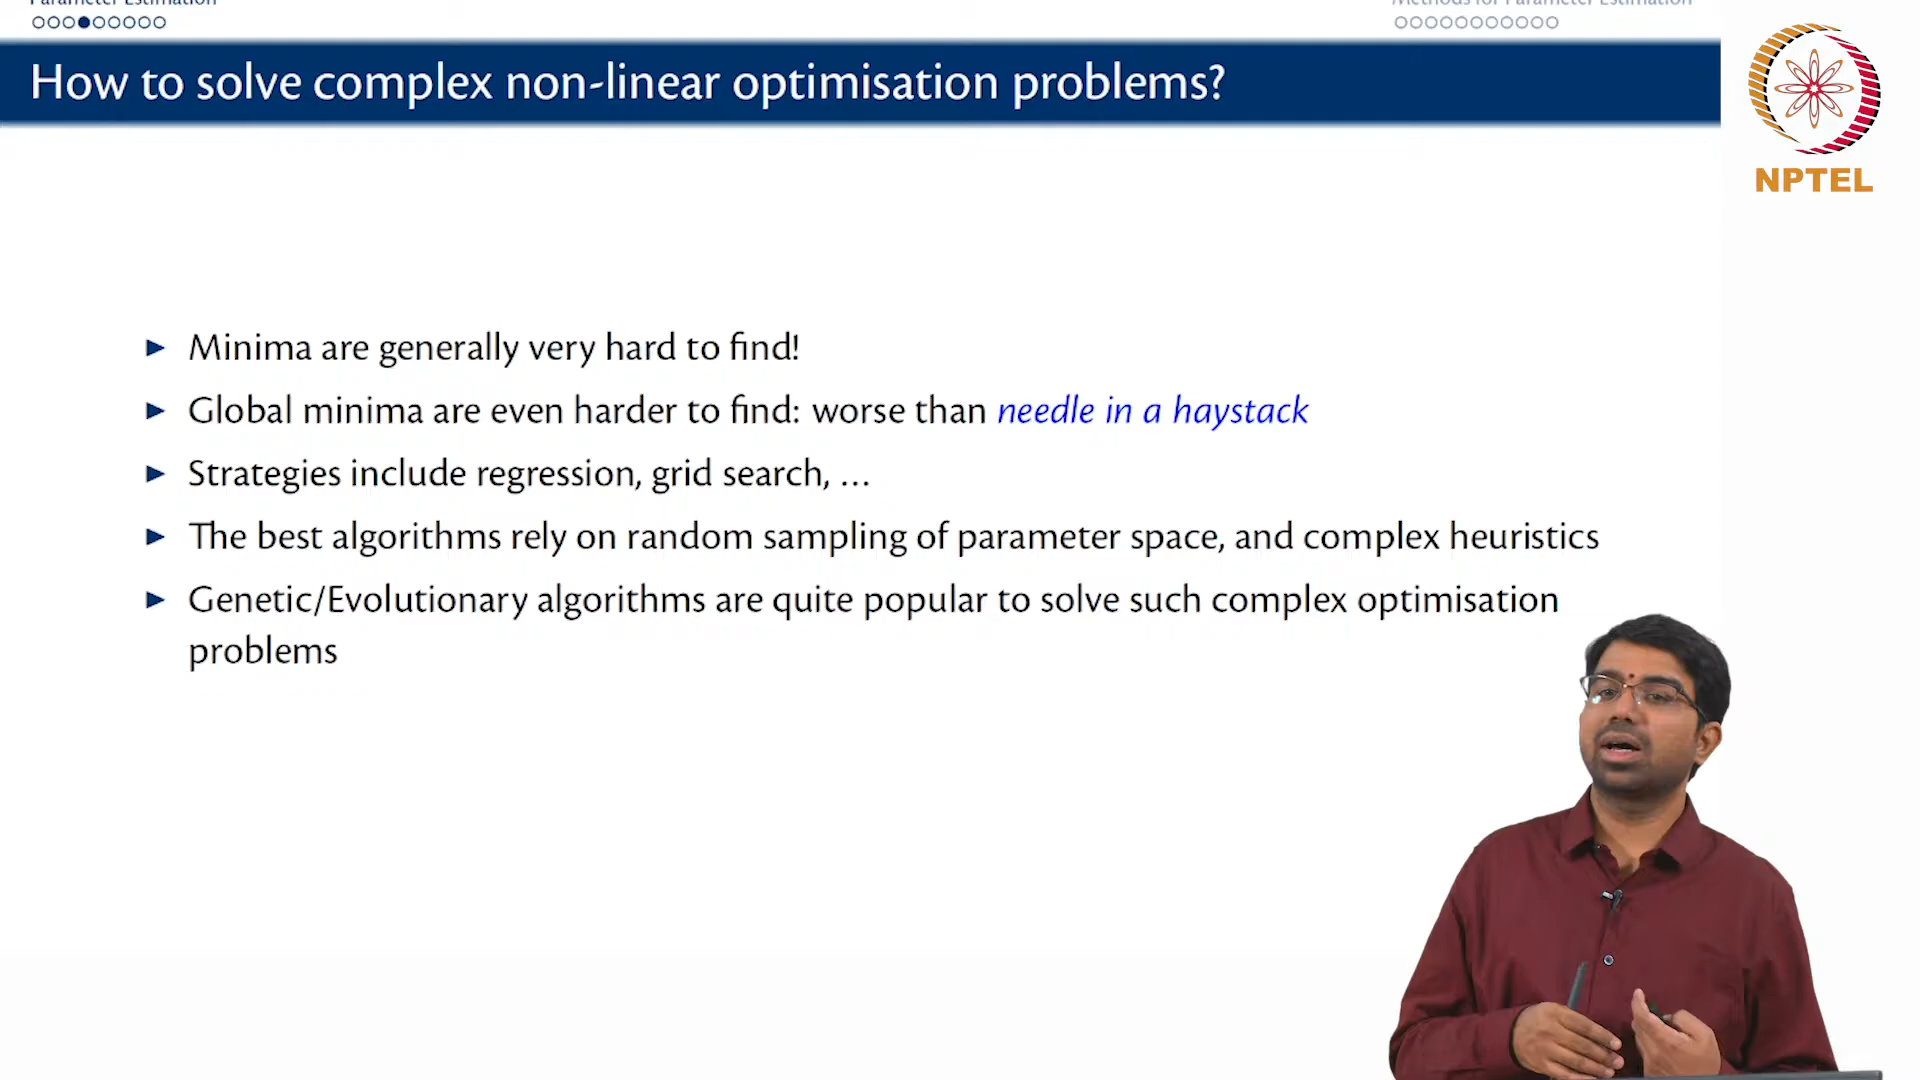 Parameter Estimation
Methods for Parameter Estimation
How to solve complex non-linear optimisation problems?
NPTEL
► Minima are generally very hard to find!
► Global minima are even harder to find: worse than needle in a haystack
► Strategies include regression, grid search, ...
► The best algorithms rely on random sampling of parameter space, and complex heuristics
► Genetic/Evolutionary algorithms are quite popular to solve such complex optimisation
problems